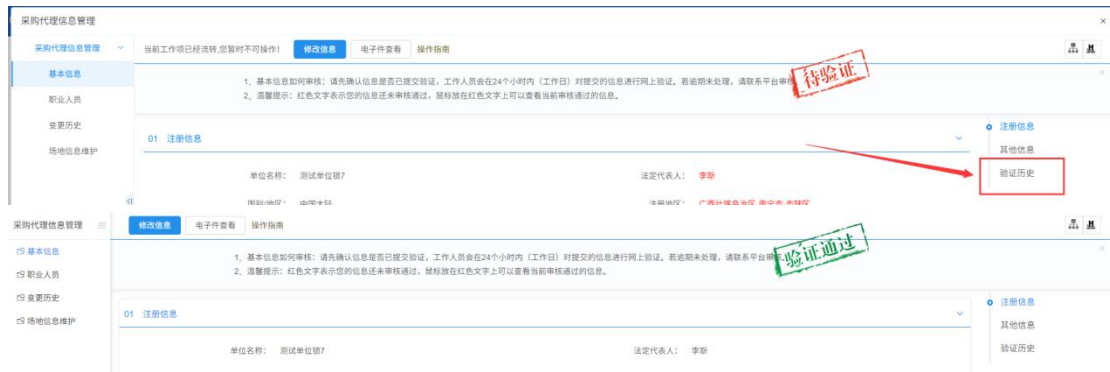 采购代理信息管理
×
采购代理信息管理
当前工作项已经流转,您暂时不可操作!
修改信息
电子件查看
操作指南
基本信息
职业人员
变更历史
场地信息维护
1、基本信息如何审核：请先确认信息是否已提交验证，工作人员会在24个小时内（工作日）对提交的信息进行网上验证。若逾期未处理，请联系平台审
2、温馨提示：红色文字表示您的信息还未审核通过，鼠标放在红色文字上可以查看当前审核通过的信息。
待验证
×
01 注册信息
单位名称： 测试单位锁7
法定代表人： 李斯
注册信息
其他信息
验证历史
采购代理信息管理
修改信息
电子件查看
操作指南
基本信息
职业人员
变更历史
场地信息维护
1、基本信息如何审核：请先确认信息是否已提交验证，工作人员会在24个小时内（工作日）对提交的信息进行网上验证。若逾期未处理，请联系平台审
2、温馨提示：红色文字表示您的信息还未审核通过，鼠标放在红色文字上可以查看当前审核通过的信息。
验证通过
×
01 注册信息
单位名称： 测试单位锁7
法定代表人： 李斯
注册信息
其他信息
验证历史